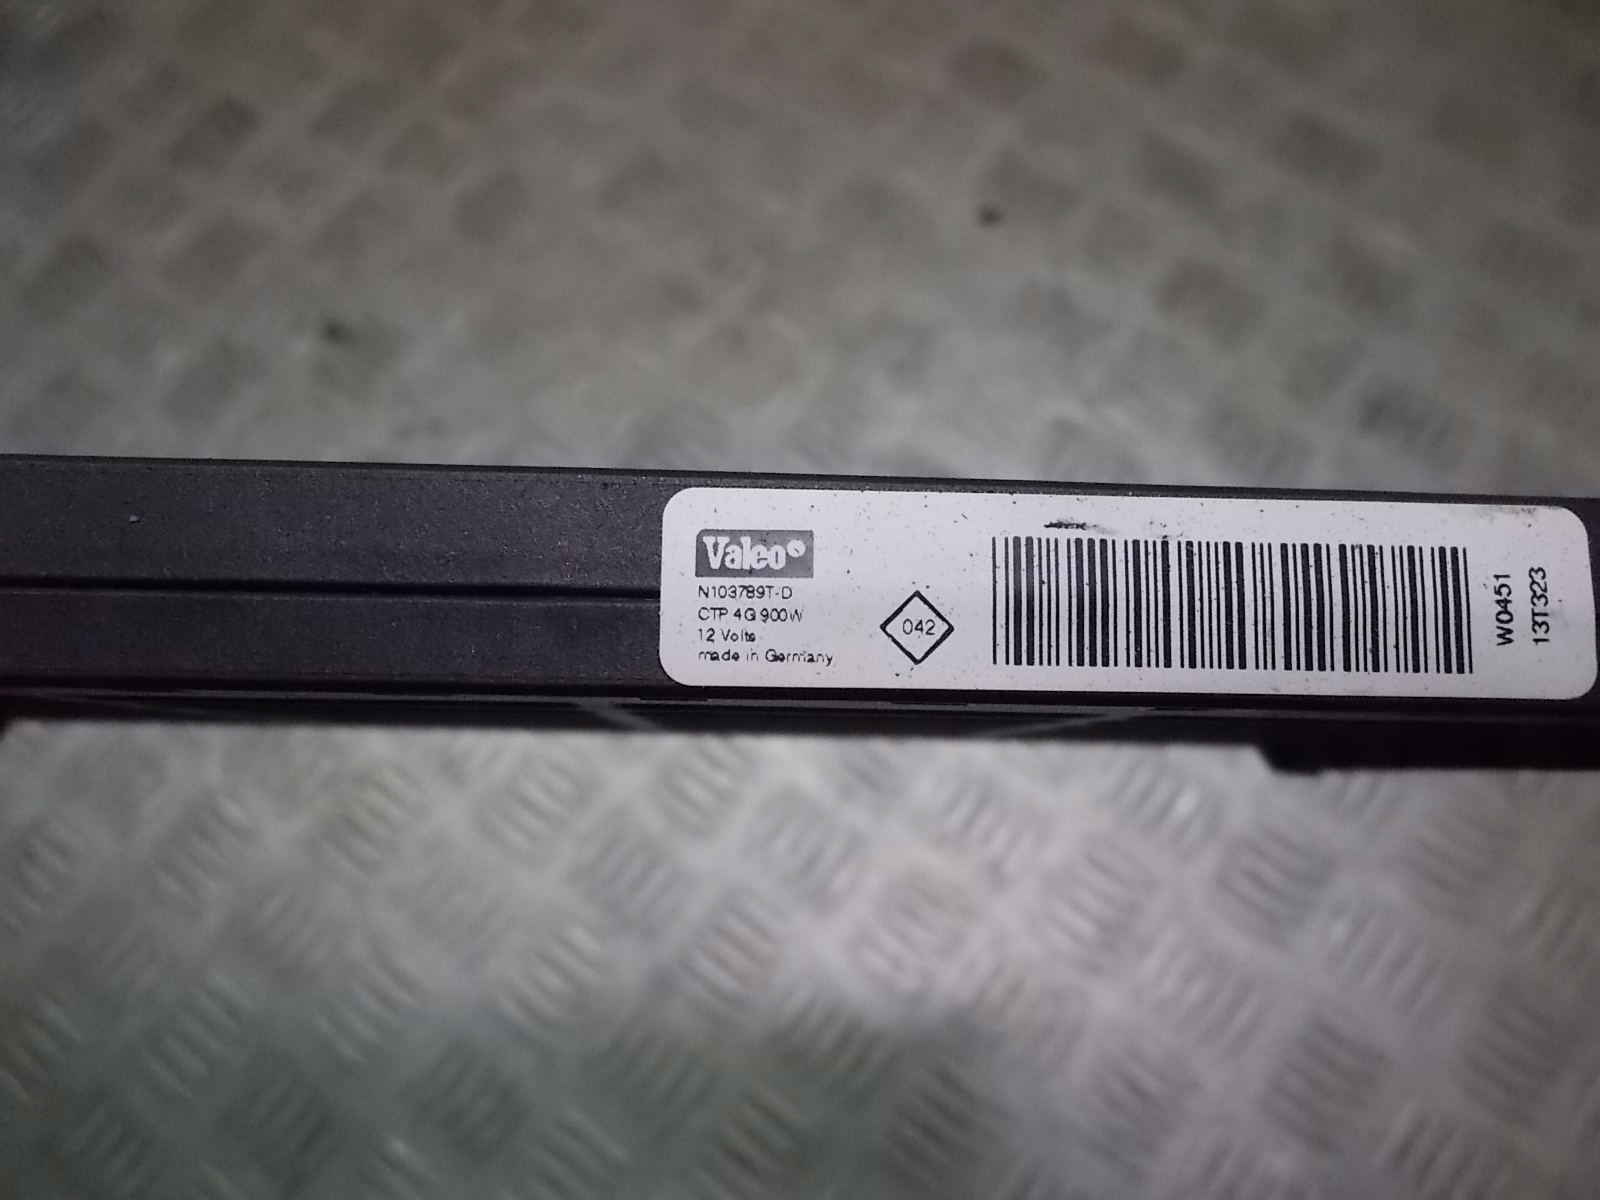 Valeo
N103789T-D
CTP 4G 900W
12 Volts
made in Germany
042
W0451
13T323